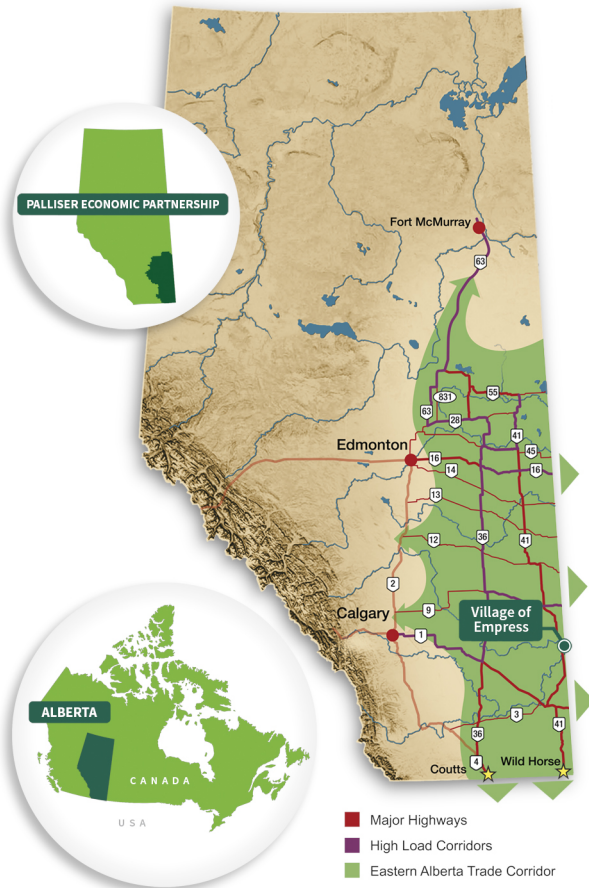 PALLISER ECONOMIC PARTNERSHIP
Fort McMurray
63
55
831
63
28
41
45
Edmonton
16
14
16
13
36
41
12
2
Calgary
9
1
Village of
Empress
3
36
41
4
Coutts
Wild Horse
ALBERTA
CANADA
USA
Major Highways
High Load Corridors
Eastern Alberta Trade Corridor